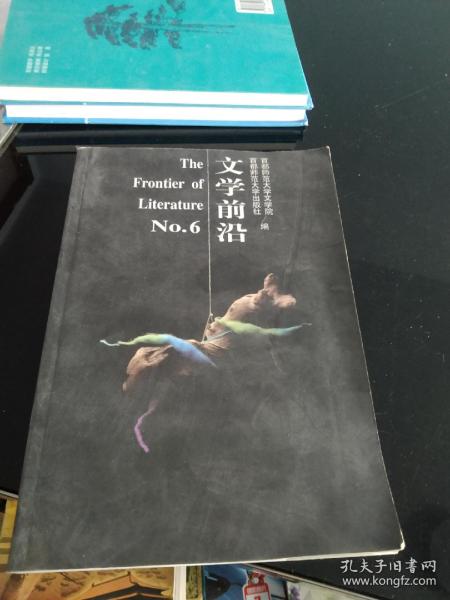 The
Frontier of
Literature
No.6
文学前沿
首都师范大学文学院
首都师范大学出版社
编
孔夫子旧书网
www.kongfz.com